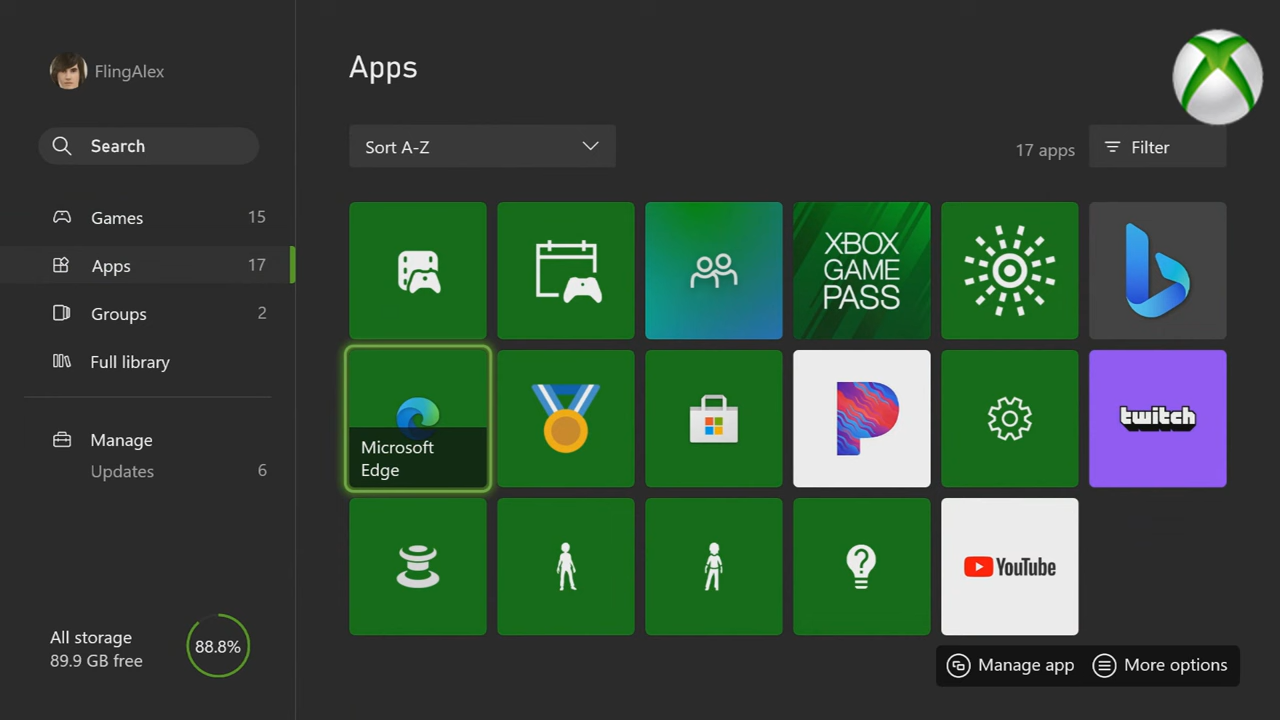 FlingAlex
Search
Games 15
Apps 17
Groups 2
Full library
Manage
Updates 6
All storage
89.9 GB free
88.8%
Apps
Sort A-Z
17 apps
Filter
XBOX
GAME
PASS
Microsoft
Edge
twitch
YouTube
Manage app
More options